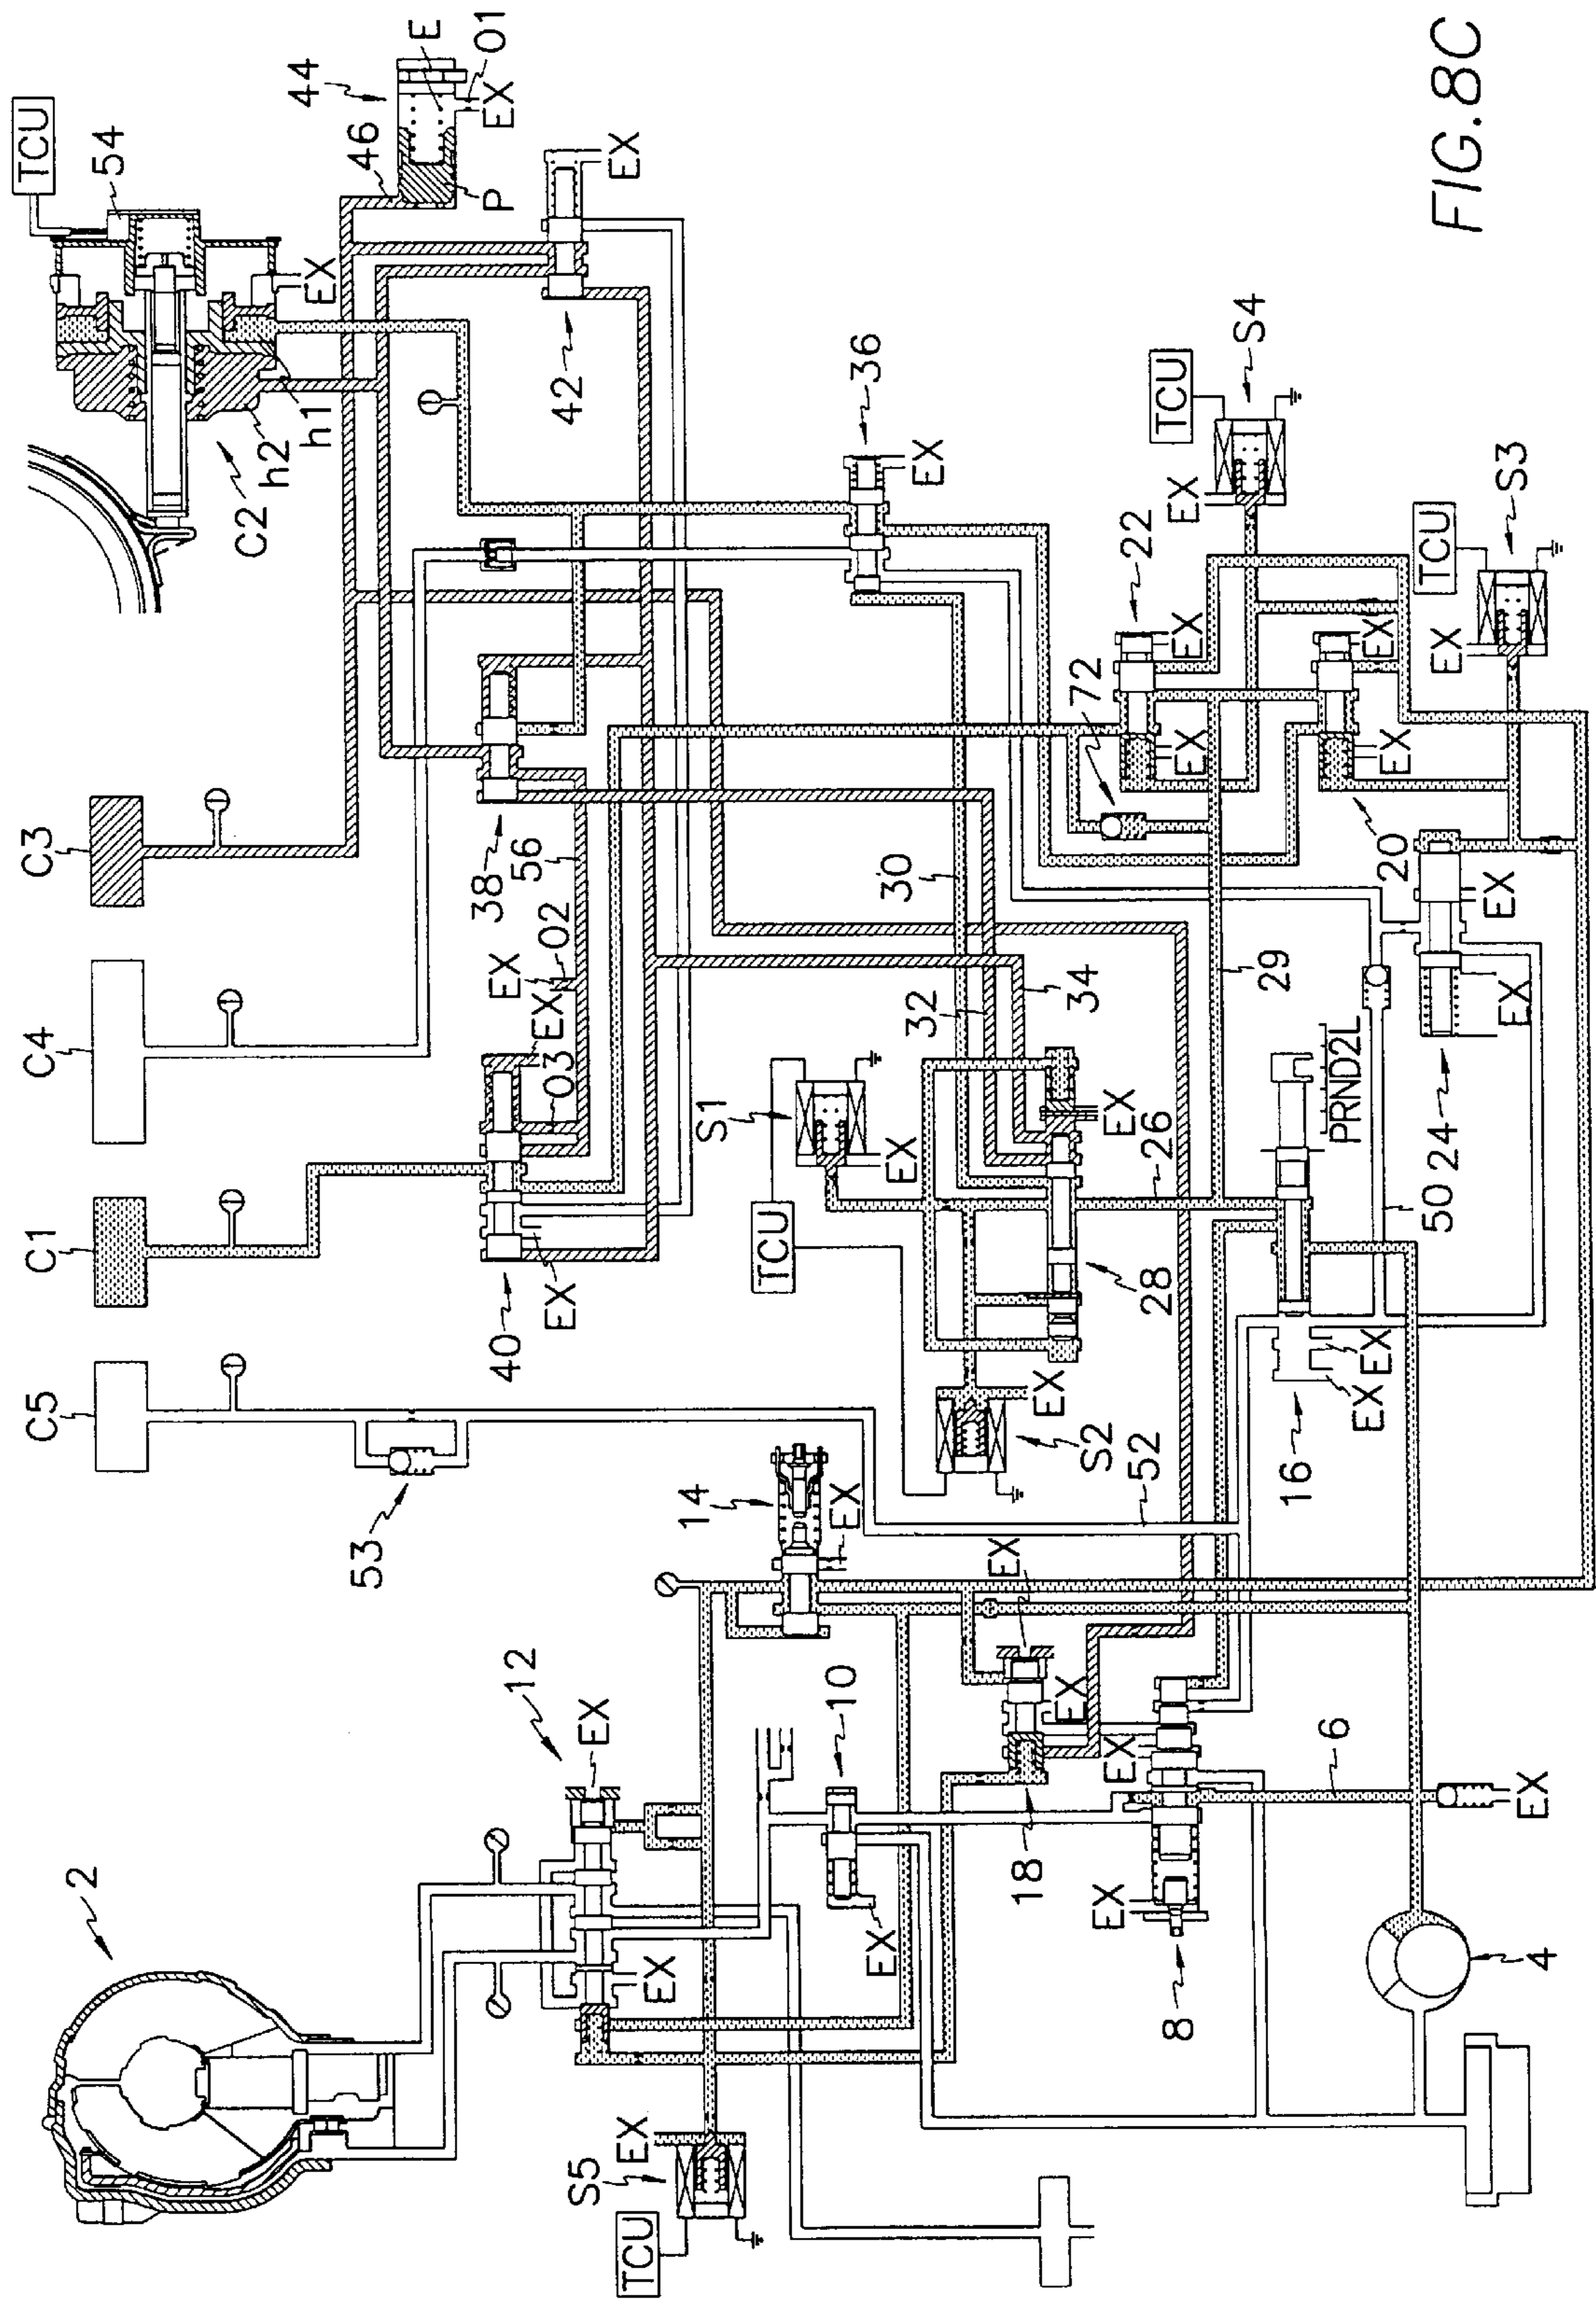 FIG.8C
TCU
54
44
E
01
EX
46
P
EX
EX
h1
h2
C2
42
C3
C4
C1
C5
38
56
02
EX
EX
03
40
EX
36
EX
TCU
S4
EX
22
EX
72
EX
EX
EX
TCU
S3
EX
20
30
32
34
29
EX
EX
24
50
PRND2L
S1
EX
EX
26
TCU
28
EX
S2
52
16
EX
EX
53
14
EX
EX
12
EX
10
EX
EX
EX
18
EX
8
6
EX
4
2
EX
EX
S5
TCU